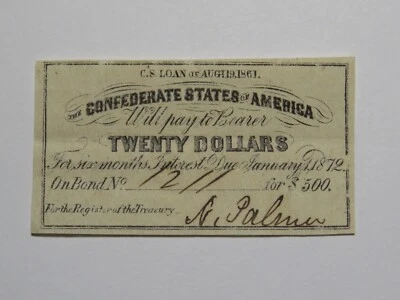 C.S. LOAN OF AUG. 19, 1861.
THE CONFEDERATE STATES OF AMERICA
Will pay to Bearer
TWENTY DOLLARS
For six months Interest Due January 1, 1872
On Bond No 1211 for $500.
For the Register of the Treasury. N. Palmer